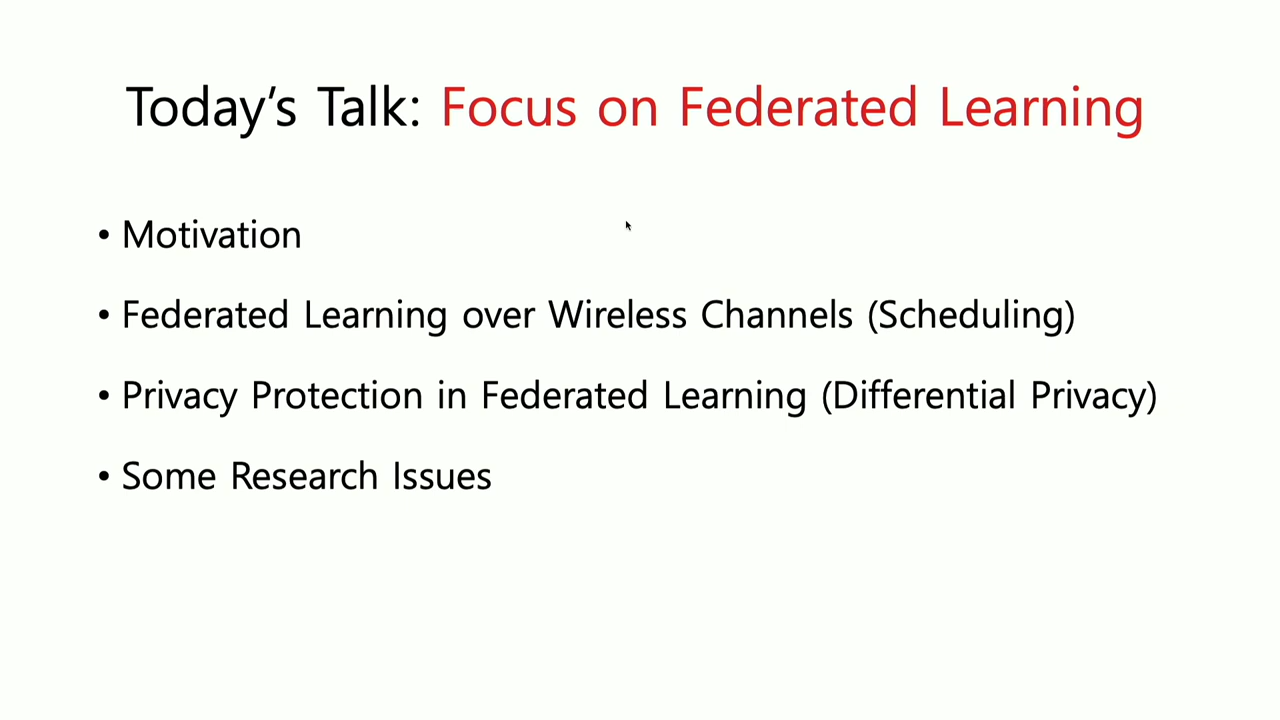 Today's Talk: Focus on Federated Learning
• Motivation
• Federated Learning over Wireless Channels (Scheduling)
• Privacy Protection in Federated Learning (Differential Privacy)
• Some Research Issues